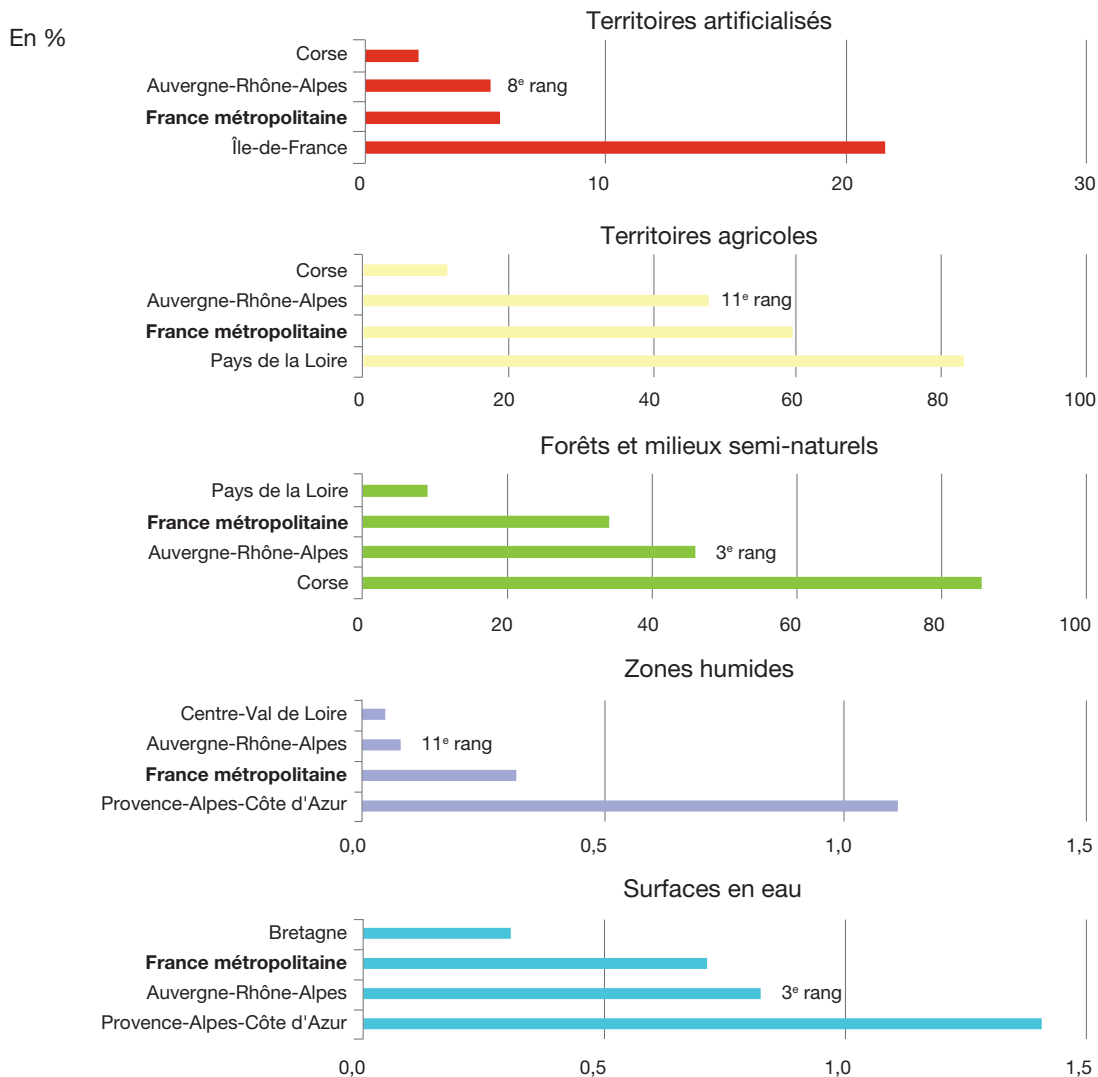 En %
Territoires artificialisés
Corse
Auvergne-Rhône-Alpes 8e rang
France métropolitaine
Île-de-France
0 10 20 30
Territoires agricoles
Corse
Auvergne-Rhône-Alpes 11e rang
France métropolitaine
Pays de la Loire
0 20 40 60 80 100
Forêts et milieux semi-naturels
Pays de la Loire
France métropolitaine
Auvergne-Rhône-Alpes 3e rang
Corse
0 20 40 60 80 100
Zones humides
Centre-Val de Loire
Auvergne-Rhône-Alpes 11e rang
France métropolitaine
Provence-Alpes-Côte d'Azur
0,0 0,5 1,0 1,5
Surfaces en eau
Bretagne
France métropolitaine
Auvergne-Rhône-Alpes 3e rang
Provence-Alpes-Côte d'Azur
0,0 0,5 1,0 1,5